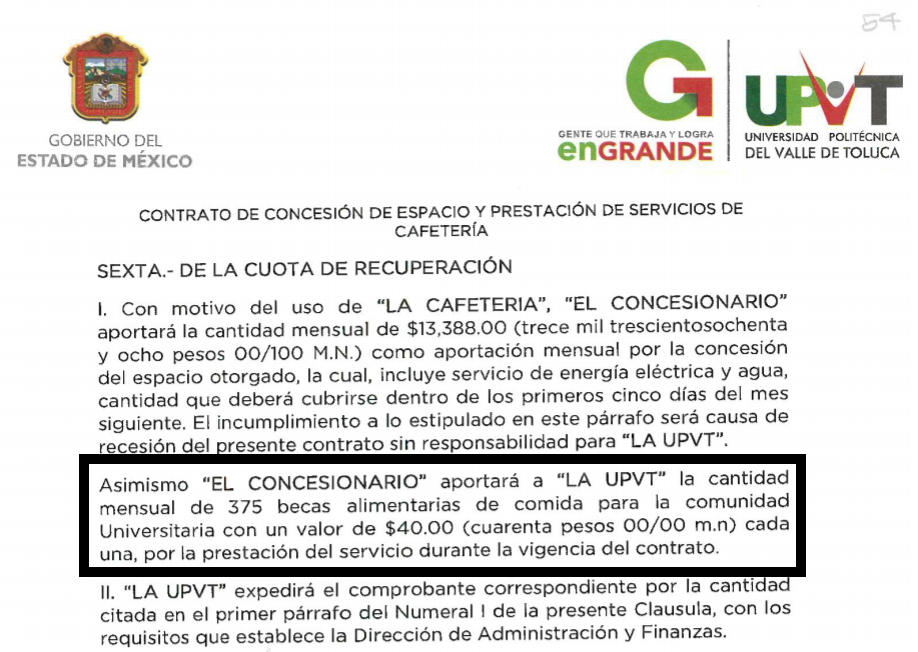 54
GOBIERNO DEL
ESTADO DE MÉXICO
GENTE QUE TRABAJA Y LOGRA
enGRANDE
UPVT
UNIVERSIDAD POLITÉCNICA
DEL VALLE DE TOLUCA
CONTRATO DE CONCESIÓN DE ESPACIO Y PRESTACIÓN DE SERVICIOS DE
CAFETERÍA
SEXTA.- DE LA CUOTA DE RECUPERACIÓN
I. Con motivo del uso de "LA CAFETERIA", "EL CONCESIONARIO"
aportará la cantidad mensual de $13,388.00 (trece mil trescientosochenta
y ocho pesos 00/100 M.N.) como aportación mensual por la concesión
del espacio otorgado, la cual, incluye servicio de energía eléctrica y agua,
cantidad que deberá cubrirse dentro de los primeros cinco días del mes
siguiente. El incumplimiento a lo estipulado en este párrafo será causa de
recesión del presente contrato sin responsabilidad para "LA UPVT".
Asimismo "EL CONCESIONARIO" aportará a "LA UPVT" la cantidad
mensual de 375 becas alimentarias de comida para la comunidad
Universitaria con un valor de $40.00 (cuarenta pesos 00/00 m.n) cada
una, por la prestación del servicio durante la vigencia del contrato.
II. "LA UPVT" expedirá el comprobante correspondiente por la cantidad
citada en el primer párrafo del Numeral I de la presente Clausula, con los
requisitos que establece la Dirección de Administración y Finanzas.